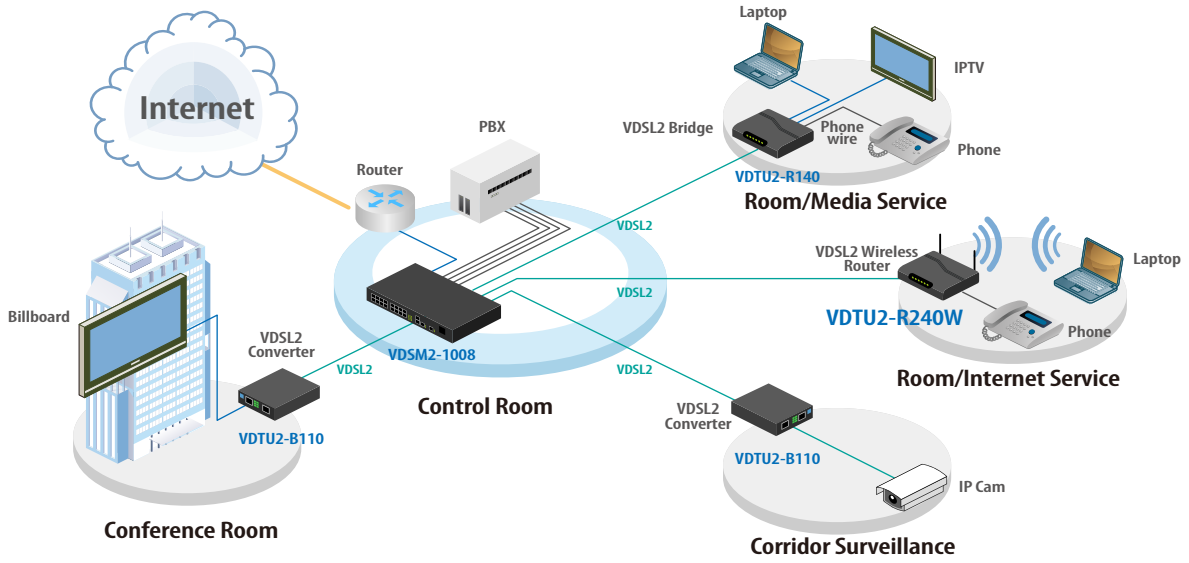 Internet
Router
PBX
Laptop
IPTV
VDSL2 Bridge
Phone
wire
Phone
VDTU2-R140
Room/Media Service
VDSL2
VDSL2 Wireless
Router
Laptop
VDSL2
VDTU2-R240W
Phone
Room/Internet Service
Billboard
VDSL2
Converter
VDSM2-1008
VDSL2
VDSL2
Control Room
VDTU2-B110
Conference Room
VDSL2
Converter
VDTU2-B110
IP Cam
Corridor Surveillance